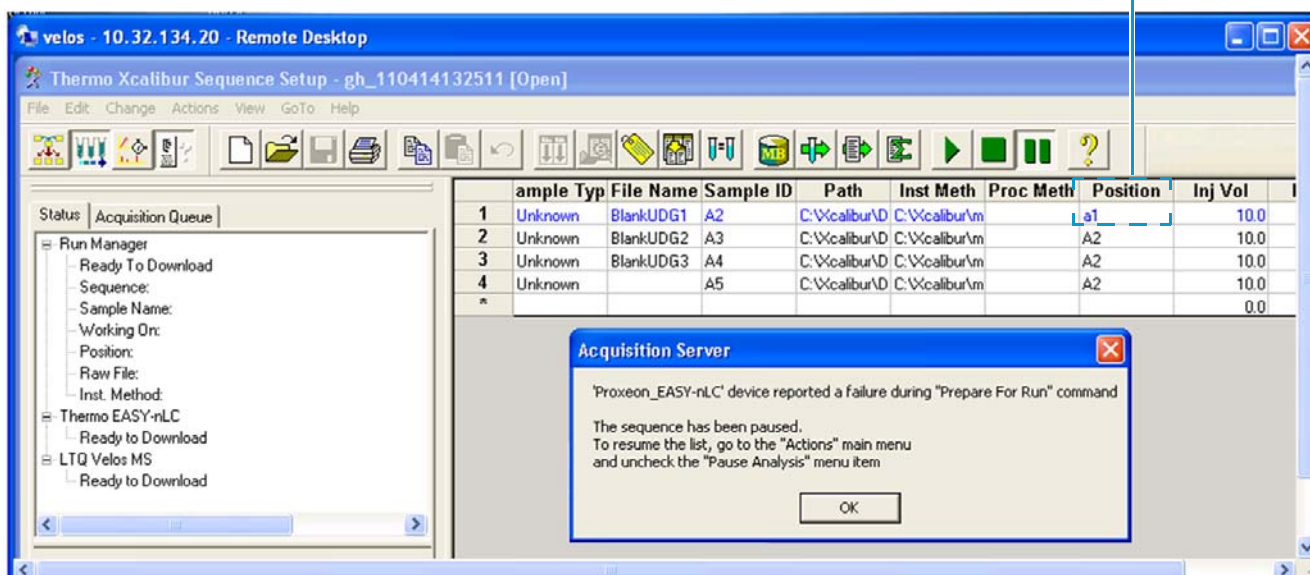 velos - 10.32.134.20 - Remote Desktop
Thermo Xcalibur Sequence Setup - gh_110414132511 [Open]
File Edit Change Actions View GoTo Help
MB
Status Acquisition Queue
Run Manager
Ready To Download
Sequence:
Sample Name:
Working On:
Position:
Raw File:
Inst. Method:
Thermo EASY-nLC
Ready to Download
LTQ Velos MS
Ready to Download
ample Typ File Name Sample ID Path Inst Meth Proc Meth Position Inj Vol
1 Unknown BlankUDG1 A2 C:\Xcalibur\D C:\Xcalibur\m a1 10.0
2 Unknown BlankUDG2 A3 C:\Xcalibur\D C:\Xcalibur\m A2 10.0
3 Unknown BlankUDG3 A4 C:\Xcalibur\D C:\Xcalibur\m A2 10.0
4 Unknown A5 C:\Xcalibur\D C:\Xcalibur\m A2 10.0
* 0.0
Acquisition Server
'Proxeon_EASY-nLC' device reported a failure during "Prepare For Run" command
The sequence has been paused.
To resume the list, go to the "Actions" main menu
and uncheck the "Pause Analysis" menu item
OK